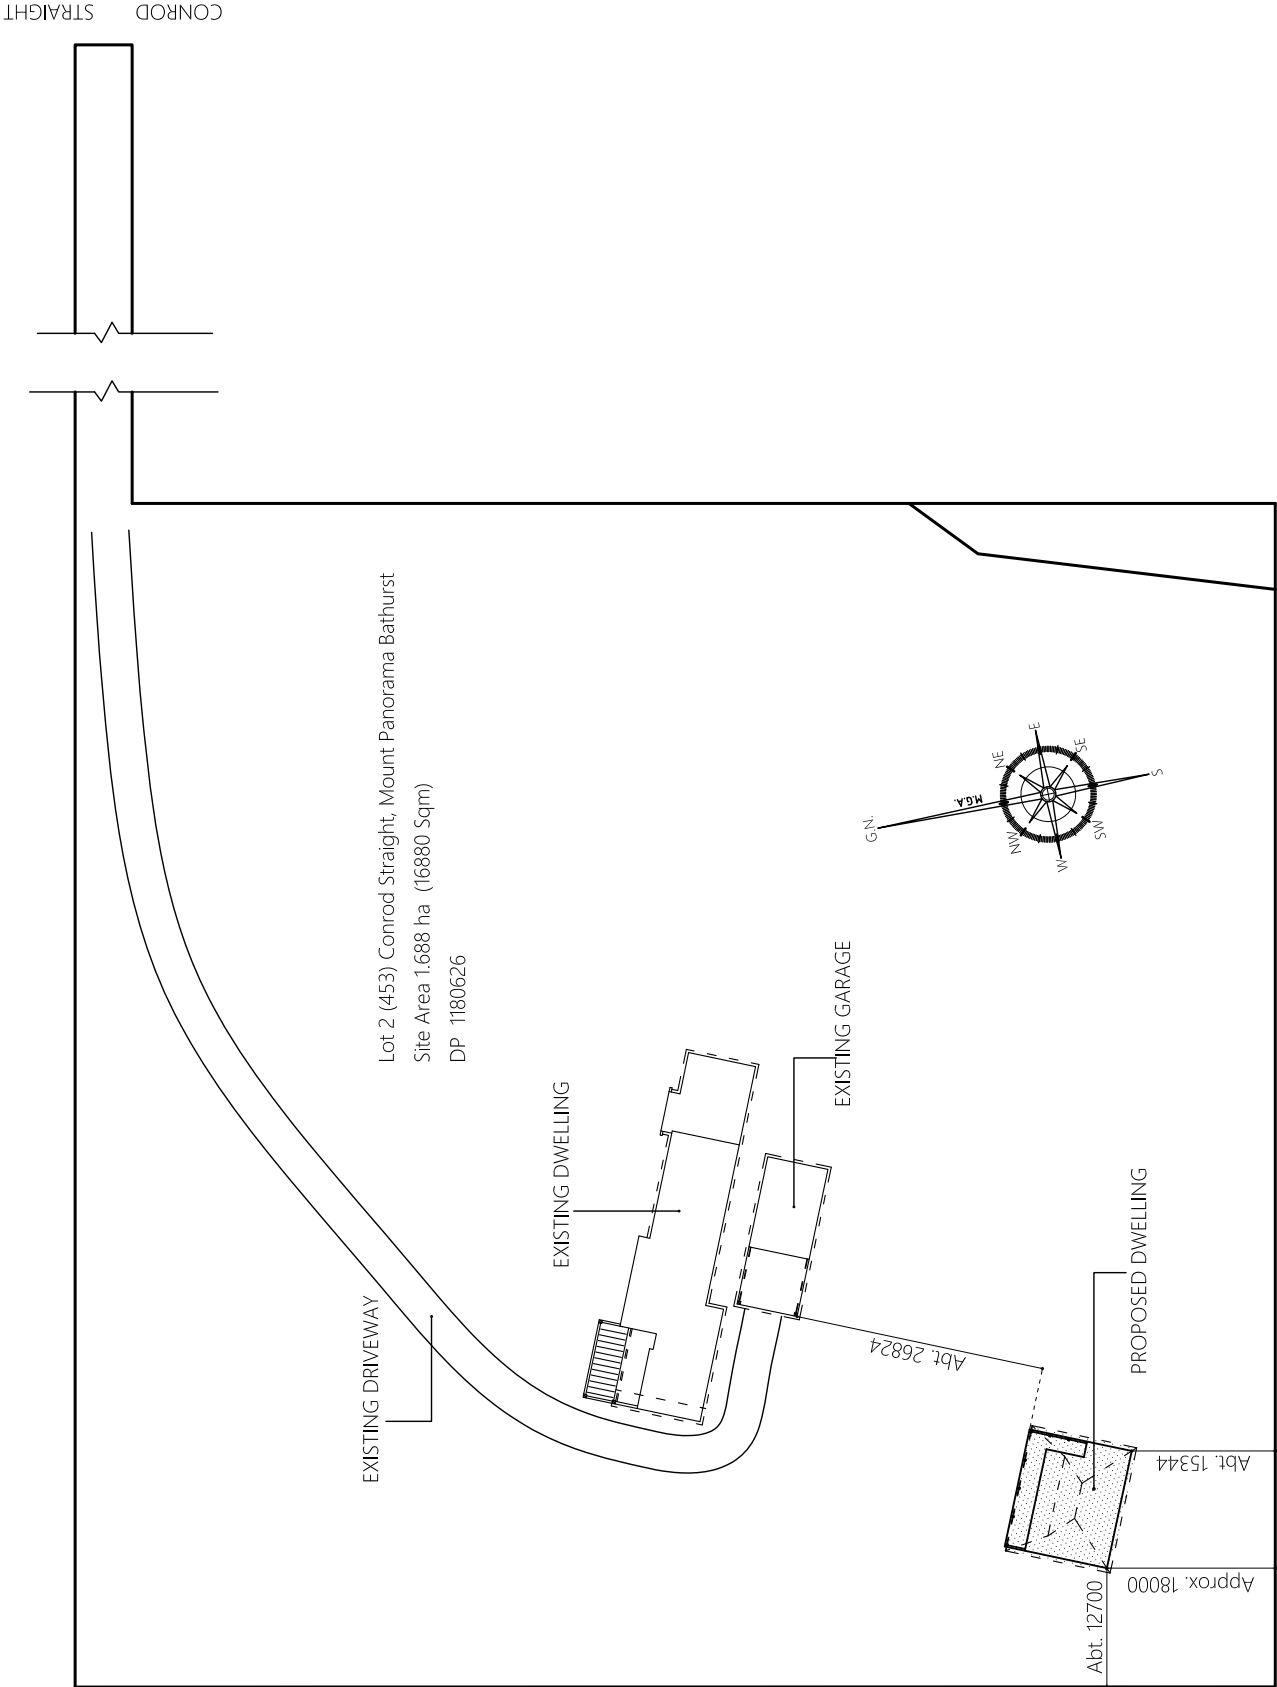 CONROD STRAIGHT
Lot 2 (453) Conrod Straight, Mount Panorama Bathurst
Site Area 1.688 ha (16880 Sqm)
DP 1180626
EXISTING DRIVEWAY
EXISTING DWELLING
EXISTING GARAGE
PROPOSED DWELLING
Abt. 26824
Abt. 15344
Approx. 18000
Abt. 12700
G.N.
M.G.A.
NE
E
SE
S
SW
W
NW